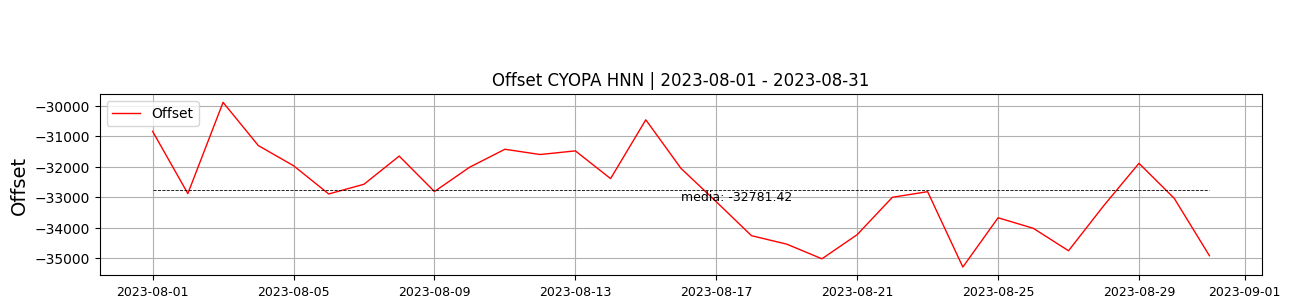 Offset CYOPA HNN | 2023-08-01 - 2023-08-31
Offset
−30000
−31000
−32000
−33000
−34000
−35000
Offset
media: -32781.42
2023-08-01 2023-08-05 2023-08-09 2023-08-13 2023-08-17 2023-08-21 2023-08-25 2023-08-29 2023-09-01